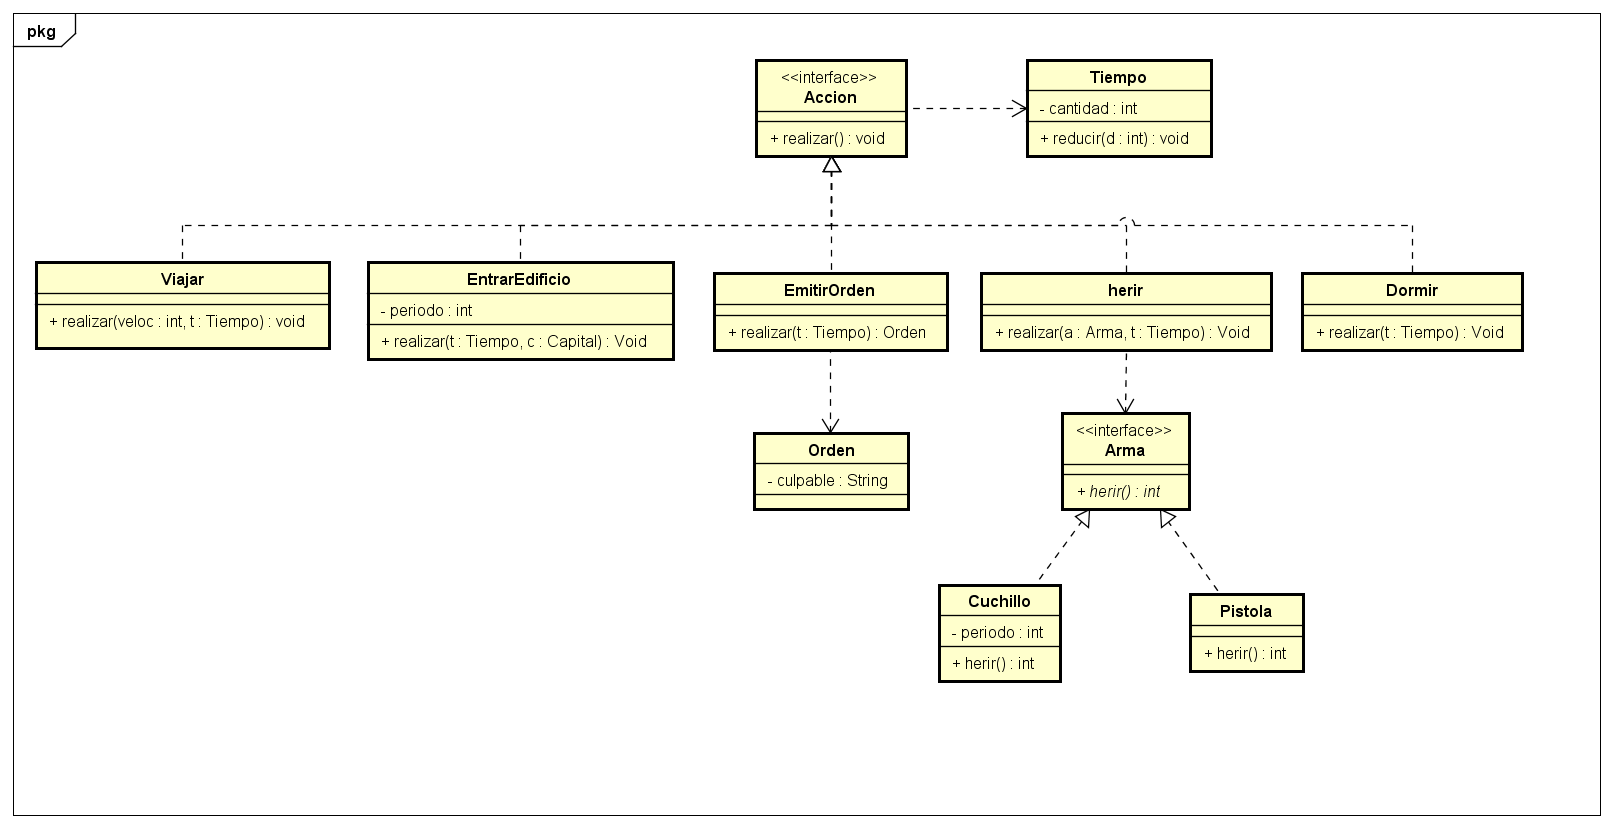 pkg
<<interface>>
Accion
+ realizar() : void
Tiempo
- cantidad : int
+ reducir(d : int) : void
Viajar
+ realizar(veloc : int, t : Tiempo) : void
EntrarEdificio
- periodo : int
+ realizar(t : Tiempo, c : Capital) : Void
EmitirOrden
+ realizar(t : Tiempo) : Orden
herir
+ realizar(a : Arma, t : Tiempo) : Void
Dormir
+ realizar(t : Tiempo) : Void
Orden
- culpable : String
<<interface>>
Arma
+ herir() : int
Cuchillo
- periodo : int
+ herir() : int
Pistola
+ herir() : int